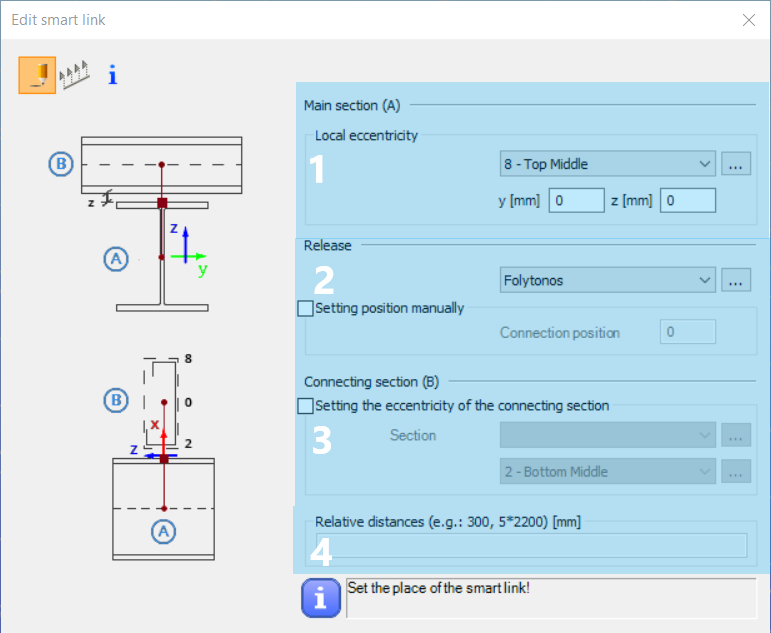 Edit smart link
i
Main section (A)
Local eccentricity
1
8 - Top Middle
...
y [mm] 0 z [mm] 0
B
z
z
A
y
Release
2
Folytonos
...
Setting position manually
Connection position 0
8
B
0
x
2
z
A
Connecting section (B)
Setting the eccentricity of the connecting section
3
Section
...
2 - Bottom Middle
...
Relative distances (e.g.: 300, 5*2200) [mm]
4
i
Set the place of the smart link!